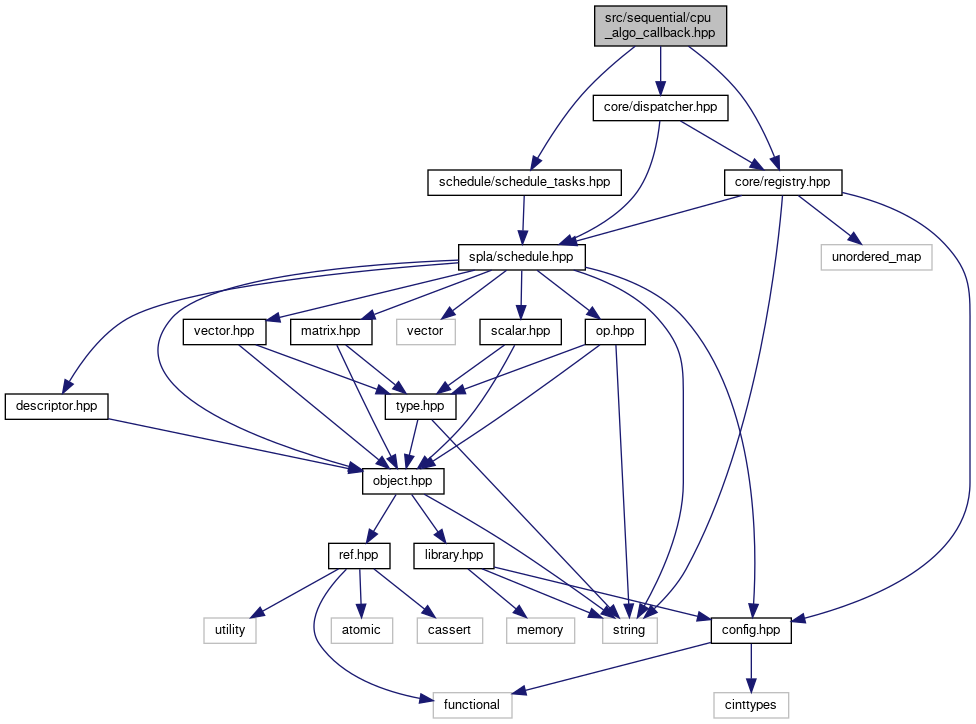 src/sequential/cpu
_algo_callback.hpp
core/dispatcher.hpp
schedule/schedule_tasks.hpp
core/registry.hpp
spla/schedule.hpp
unordered_map
vector.hpp
matrix.hpp
vector
scalar.hpp
op.hpp
descriptor.hpp
type.hpp
object.hpp
ref.hpp
library.hpp
utility
atomic
cassert
memory
string
config.hpp
functional
cinttypes